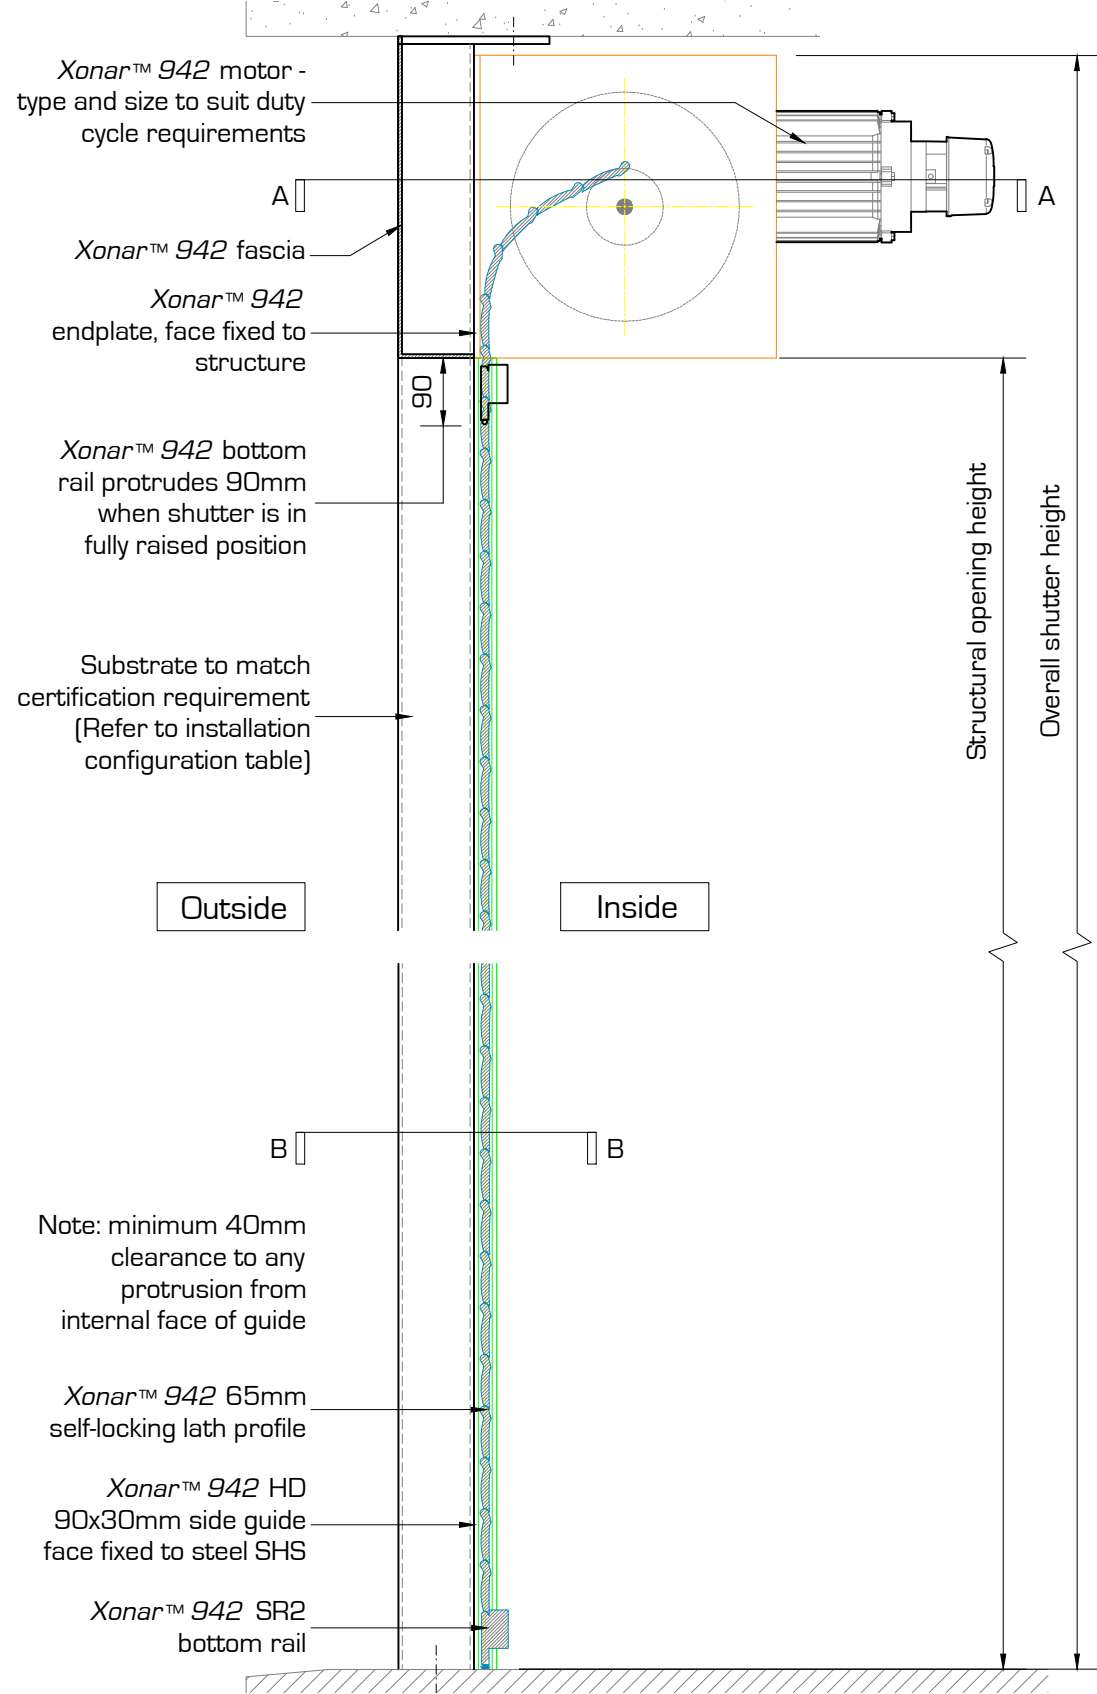 Xonar™ 942 motor -
type and size to suit duty
cycle requirements
A
A
Xonar™ 942 fascia
Xonar™ 942
endplate, face fixed to
structure
90
Xonar™ 942 bottom
rail protrudes 90mm
when shutter is in
fully raised position
Structural opening height
Overall shutter height
Substrate to match
certification requirement
(Refer to installation
configuration table)
Outside
Inside
B
B
Note: minimum 40mm
clearance to any
protrusion from
internal face of guide
Xonar™ 942 65mm
self-locking lath profile
Xonar™ 942 HD
90x30mm side guide
face fixed to steel SHS
Xonar™ 942 SR2
bottom rail